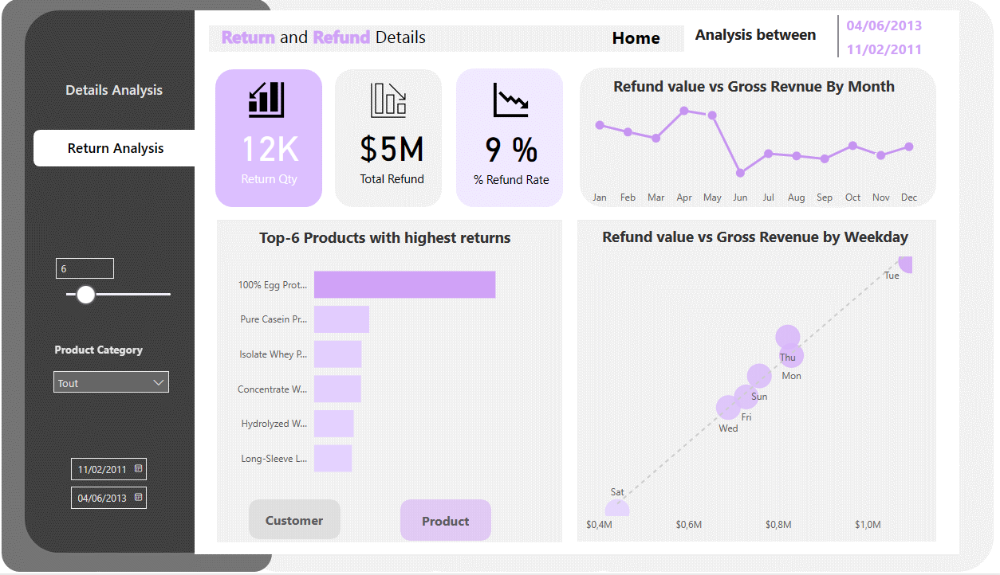 Return and Refund Details
Home
Analysis between
04/06/2013
11/02/2011
Details Analysis
Return Analysis
6
Product Category
Tout
11/02/2011
04/06/2013
12K
Return Qty
$5M
Total Refund
9 %
% Refund Rate
Refund value vs Gross Revnue By Month
Jan Feb Mar Apr May Jun Jul Aug Sep Oct Nov Dec
Top-6 Products with highest returns
100% Egg Prot...
Pure Casein Pr...
Isolate Whey P...
Concentrate W...
Hydrolyzed W...
Long-Sleeve L...
Customer
Product
Refund value vs Gross Revenue by Weekday
Tue
Thu
Mon
Sun
Fri
Wed
Sat
$0,4M $0,6M $0,8M $1,0M